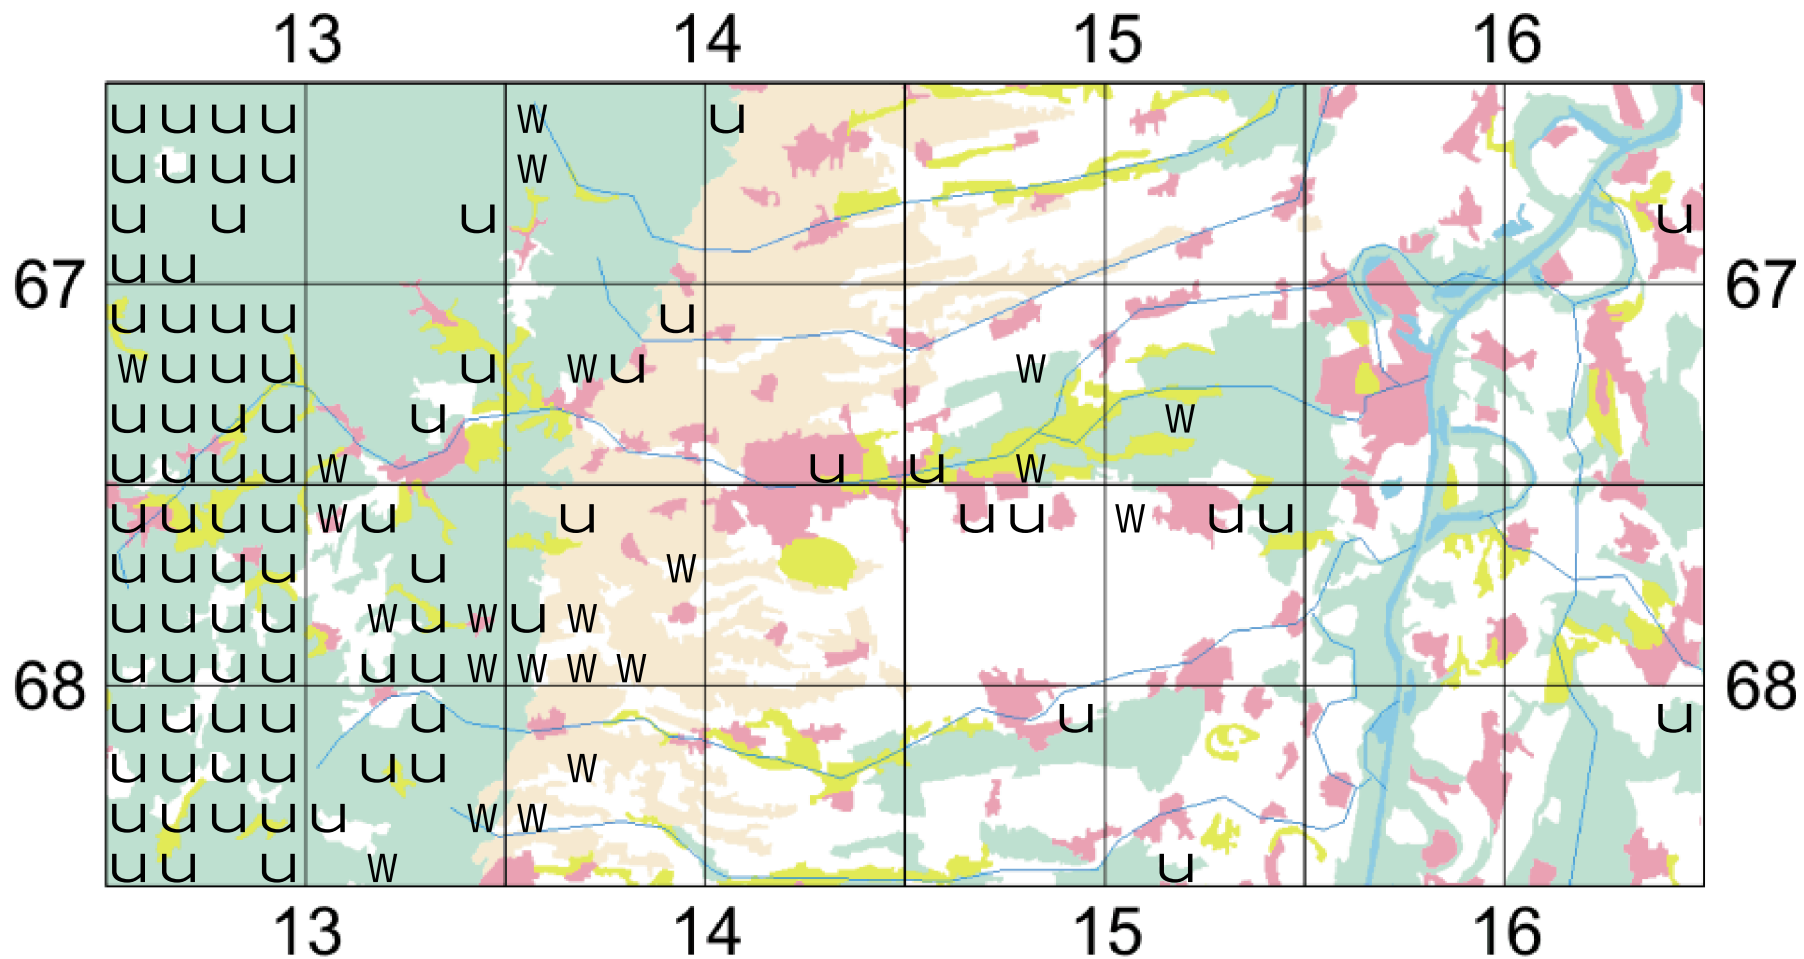 13 14 15 16
u u u u w u
u u u u w
u u u u
u u
67 67
u u u u u
w u u u u w u w
u u u u u w
u u u u w u u w
u u u u w u u u u w u u
u u u u u w
u u u u w u w u w
u u u u u u w w w w
68 68
u u u u u u u
u u u u u u w
u u u u u w w
u u u w u
13 14 15 16